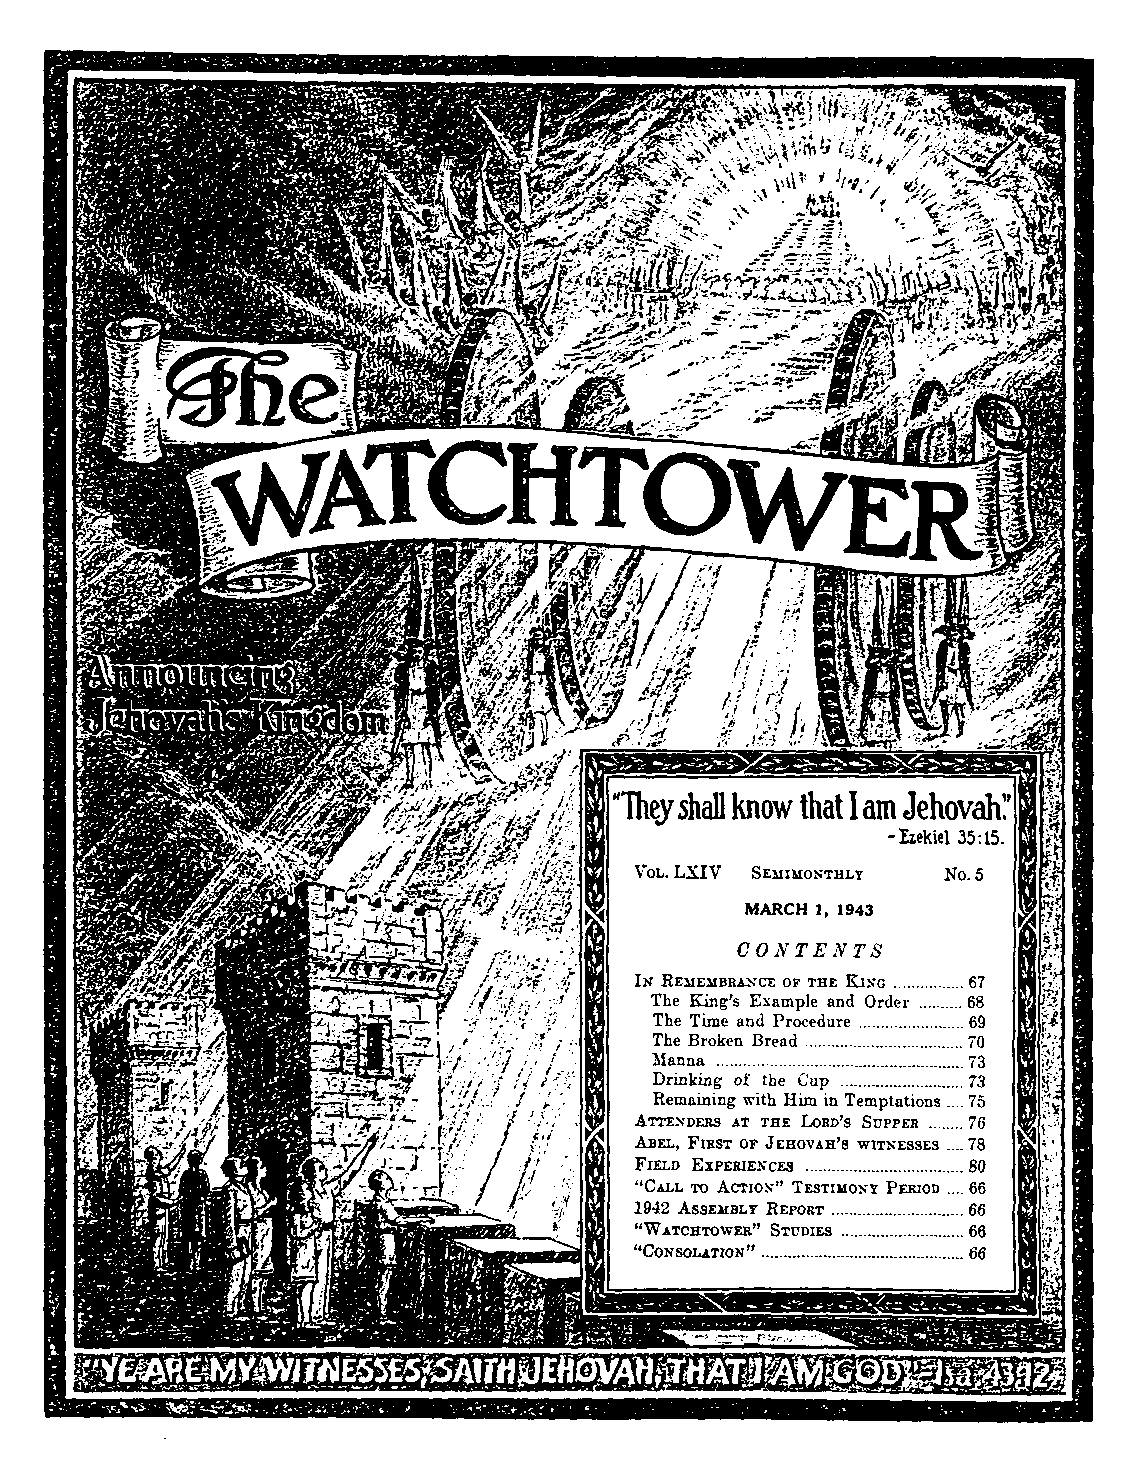 The
WATCHTOWER
Announcing
Jehovah's Kingdom
"They shall know that I am Jehovah."
- Ezekiel 35:15.
VOL. LXIV SEMIMONTHLY No. 5
MARCH 1, 1943
CONTENTS
IN REMEMBRANCE OF THE KING ............... 67
The King's Example and Order .......... 68
The Time and Procedure ........................ 69
The Broken Bread .................................... 70
Manna ......................................................... 73
Drinking of the Cup ............................ 73
Remaining with Him in Temptations .... 75
ATTENDERS AT THE LORD'S SUPPER ........ 76
ABEL, FIRST OF JEHOVAH'S WITNESSES .... 78
FIELD EXPERIENCES .................................... 80
"CALL TO ACTION" TESTIMONY PERIOD .... 66
1942 ASSEMBLY REPORT .............................. 66
"WATCHTOWER" STUDIES ............................ 66
"CONSOLATION" .............................................. 66
"YE ARE MY WITNESSES, SAITH JEHOVAH, THAT I AM GOD"-Isa. 43:12